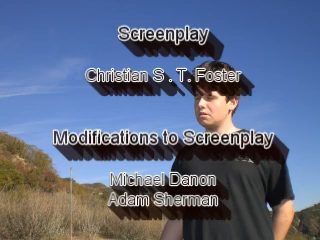 Screenplay
Christian S . T. Foster
Modifications to Screenplay
Michael Danon
Adam Sherman